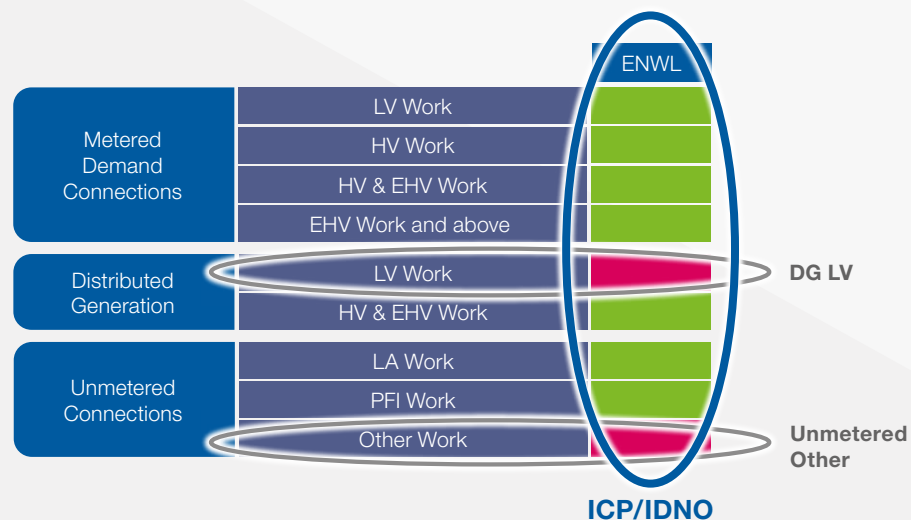 ENWL
Metered
Demand
Connections
LV Work
HV Work
HV & EHV Work
EHV Work and above
Distributed
Generation
LV Work
HV & EHV Work
DG LV
Unmetered
Connections
LA Work
PFI Work
Other Work
Unmetered
Other
ICP/IDNO